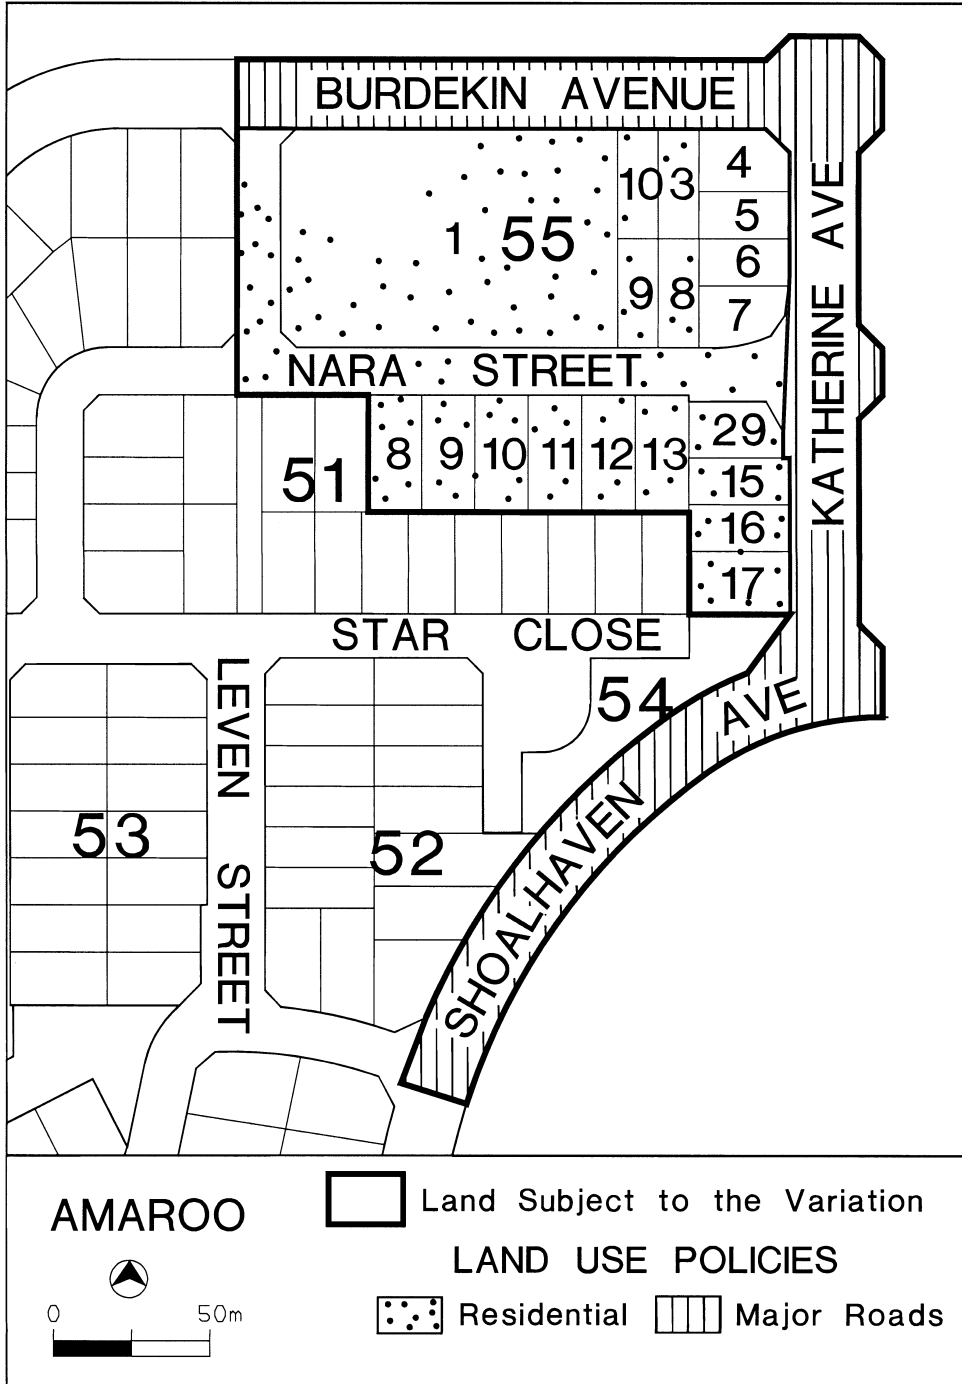 BURDEKIN AVENUE
KATHERINE AVE
10 3 4
1 55 5
6
9 8 7
NARA STREET
51 8 9 10 11 12 13 29
15
16
17
STAR CLOSE
54
LEVEN STREET
SHOALHAVEN AVE
53 52
AMAROO
Land Subject to the Variation
LAND USE POLICIES
0 50m
Residential Major Roads